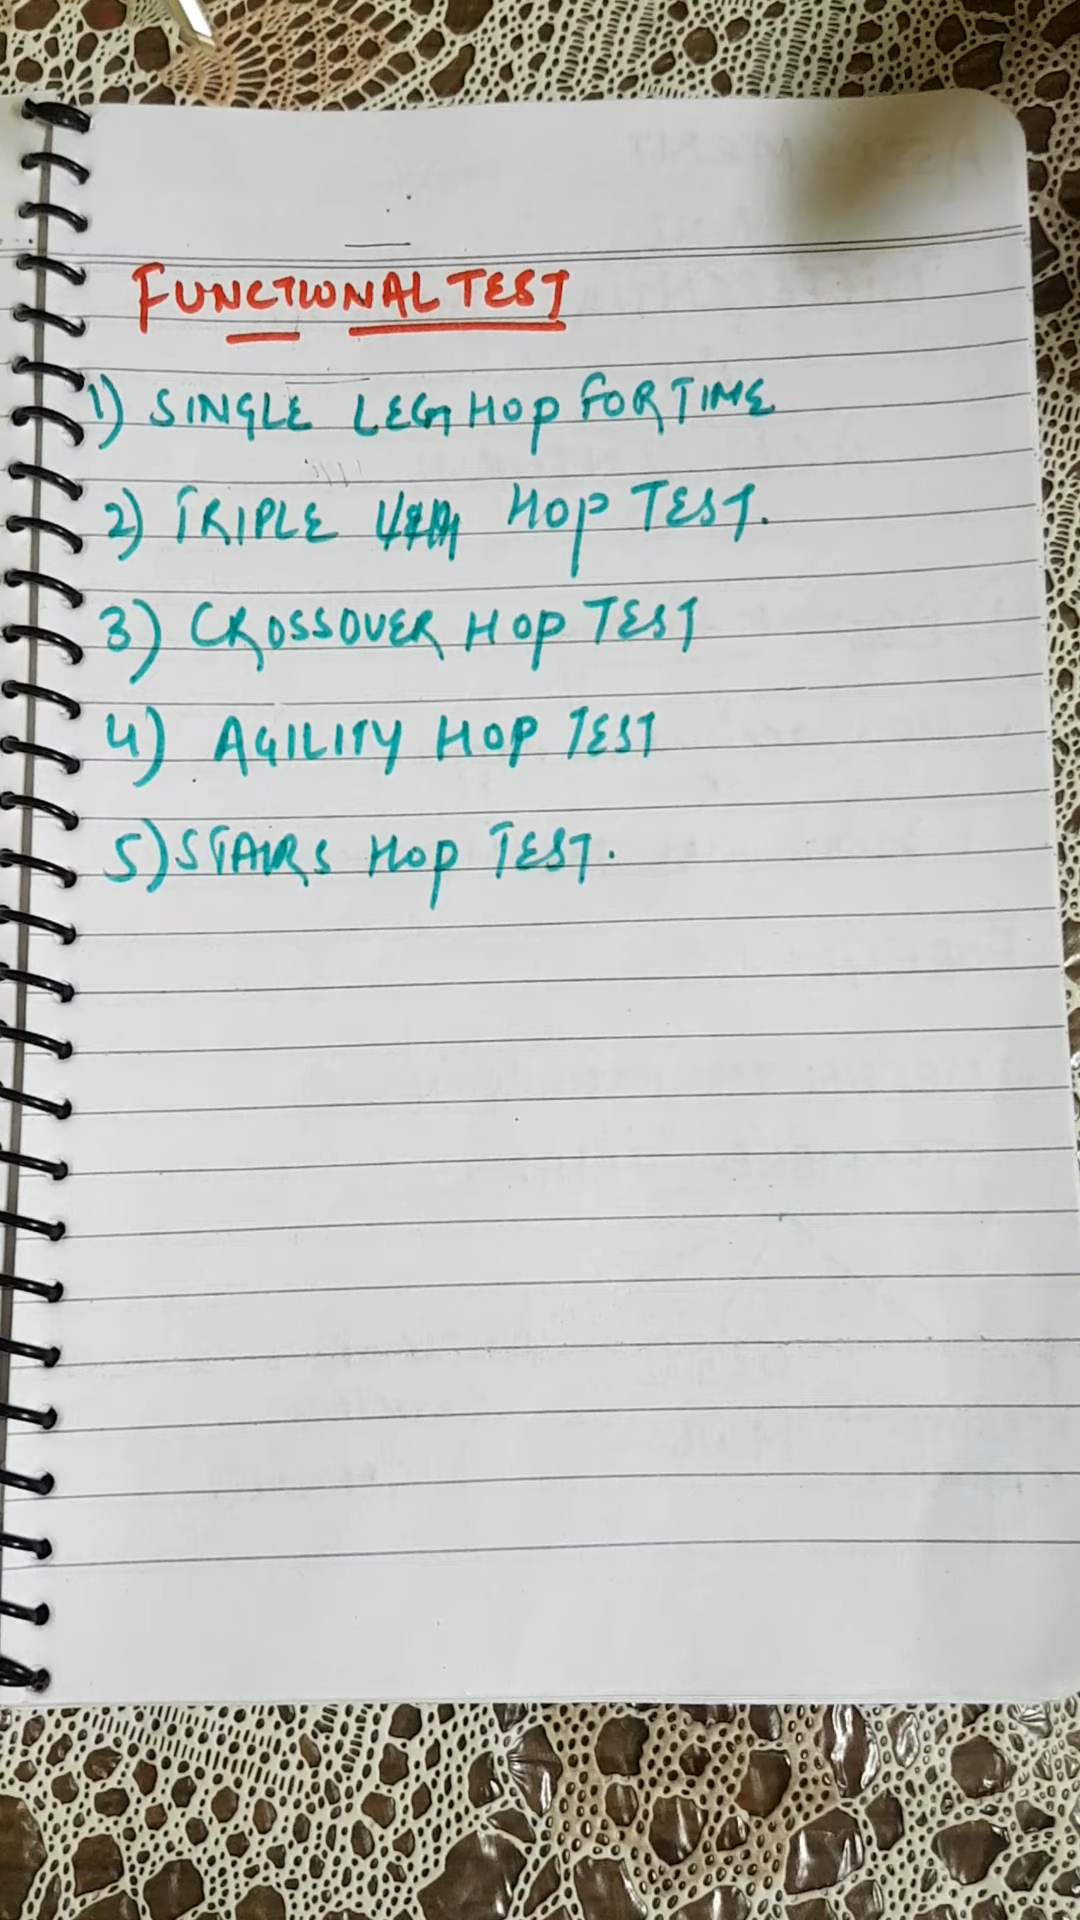 FUNCTIONAL TEST
1) SINGLE LEG HOP FOR TIME
2) TRIPLE HOP TEST.
3) CROSSOVER HOP TEST
4) AGILITY HOP TEST
5) STAIRS HOP TEST.